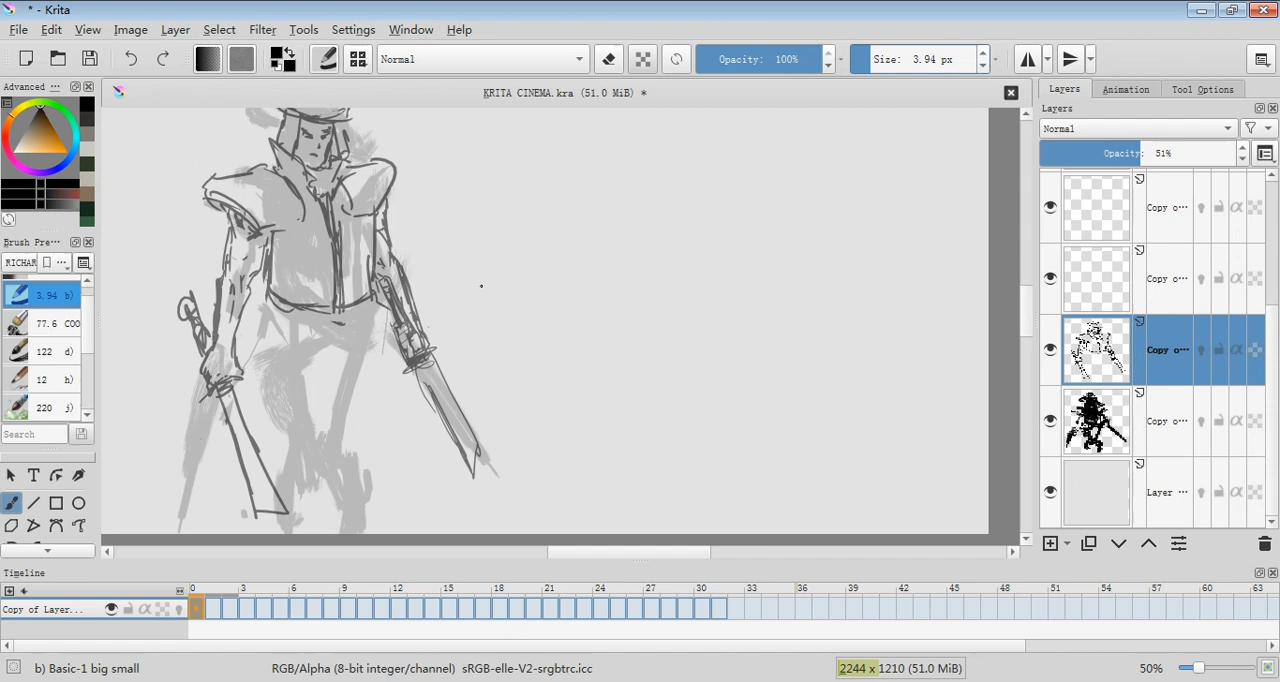 * - Krita
File Edit View Image Layer Select Filter Tools Settings Window Help
Normal Opacity: 100% Size: 3.94 px
Advanced ...
KRITA CINEMA.kra (51.0 MiB) *
Layers Animation Tool Options
Layers
Normal
Opacity: 51%
Copy o...
Copy o...
Copy o...
Copy o...
Layer ...
Brush Pre...
RICHAR ...
3.94 b)
77.6 COO
122 d)
12 h)
220 j)
Search
Timeline
0 3 6 9 12 15 18 21 24 27 30 33 36 39 42 45 48 51 54 57 60 63
Copy of Layer...
b) Basic-1 big small RGB/Alpha (8-bit integer/channel) sRGB-elle-V2-srgbtrc.icc 2244 x 1210 (51.0 MiB) 50%